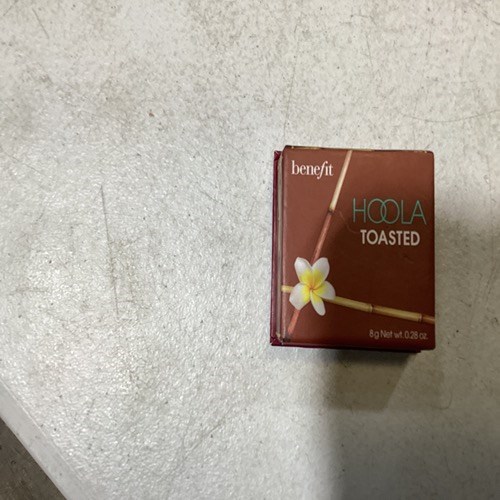 benefit
HOOLA
TOASTED
8g Net wt. 0.28 oz.